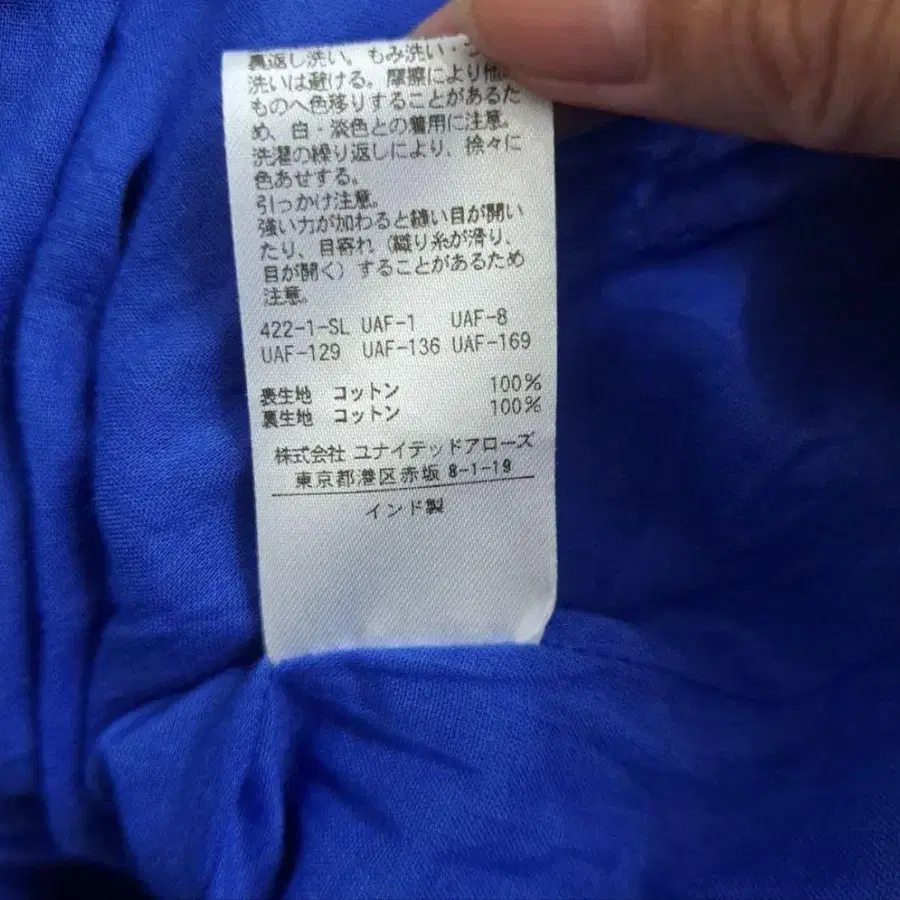 裏返し洗い。もみ洗い・つ
洗いは避ける。摩擦により他
ものへ色移りすることがあるた
め、白・淡色との着用に注意。
洗濯の繰り返しにより、徐々に
色あせする。
引っかけ注意。
強い力が加わると縫い目が開い
たり、目寄れ（織り糸が滑り、
目が開く）することがあるため
注意。
422-1-SL UAF-1 UAF-8
UAF-129 UAF-136 UAF-169
表生地 コットン 100%
裏生地 コットン 100%
株式会社 ユナイテッドアローズ
東京都港区赤坂 8-1-19
インド製